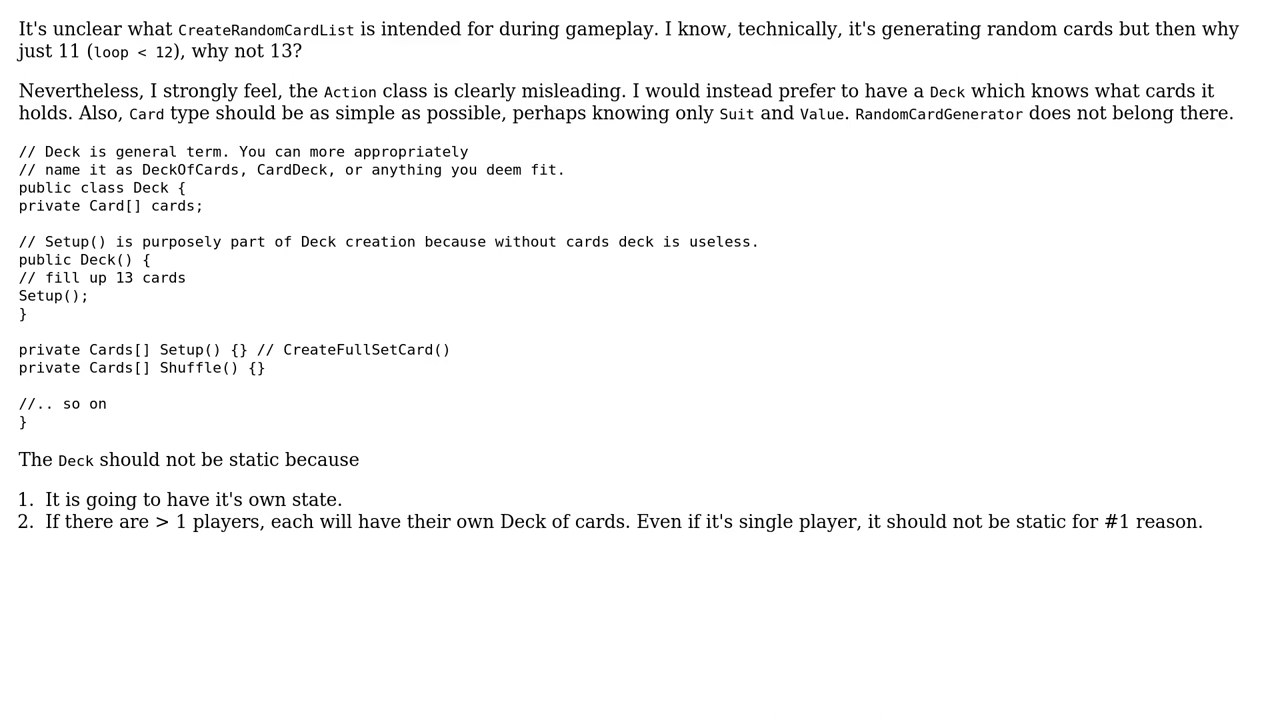 It's unclear what CreateRandomCardList is intended for during gameplay. I know, technically, it's generating random cards but then why
just 11 (loop < 12), why not 13?
Nevertheless, I strongly feel, the Action class is clearly misleading. I would instead prefer to have a Deck which knows what cards it
holds. Also, Card type should be as simple as possible, perhaps knowing only Suit and Value. RandomCardGenerator does not belong there.
// Deck is general term. You can more appropriately
// name it as DeckOfCards, CardDeck, or anything you deem fit.
public class Deck {
private Card[] cards;
// Setup() is purposely part of Deck creation because without cards deck is useless.
public Deck() {
// fill up 13 cards
Setup();
}
private Cards[] Setup() {} // CreateFullSetCard()
private Cards[] Shuffle() {}
//.. so on
}
The Deck should not be static because
1. It is going to have it's own state.
2. If there are > 1 players, each will have their own Deck of cards. Even if it's single player, it should not be static for #1 reason.